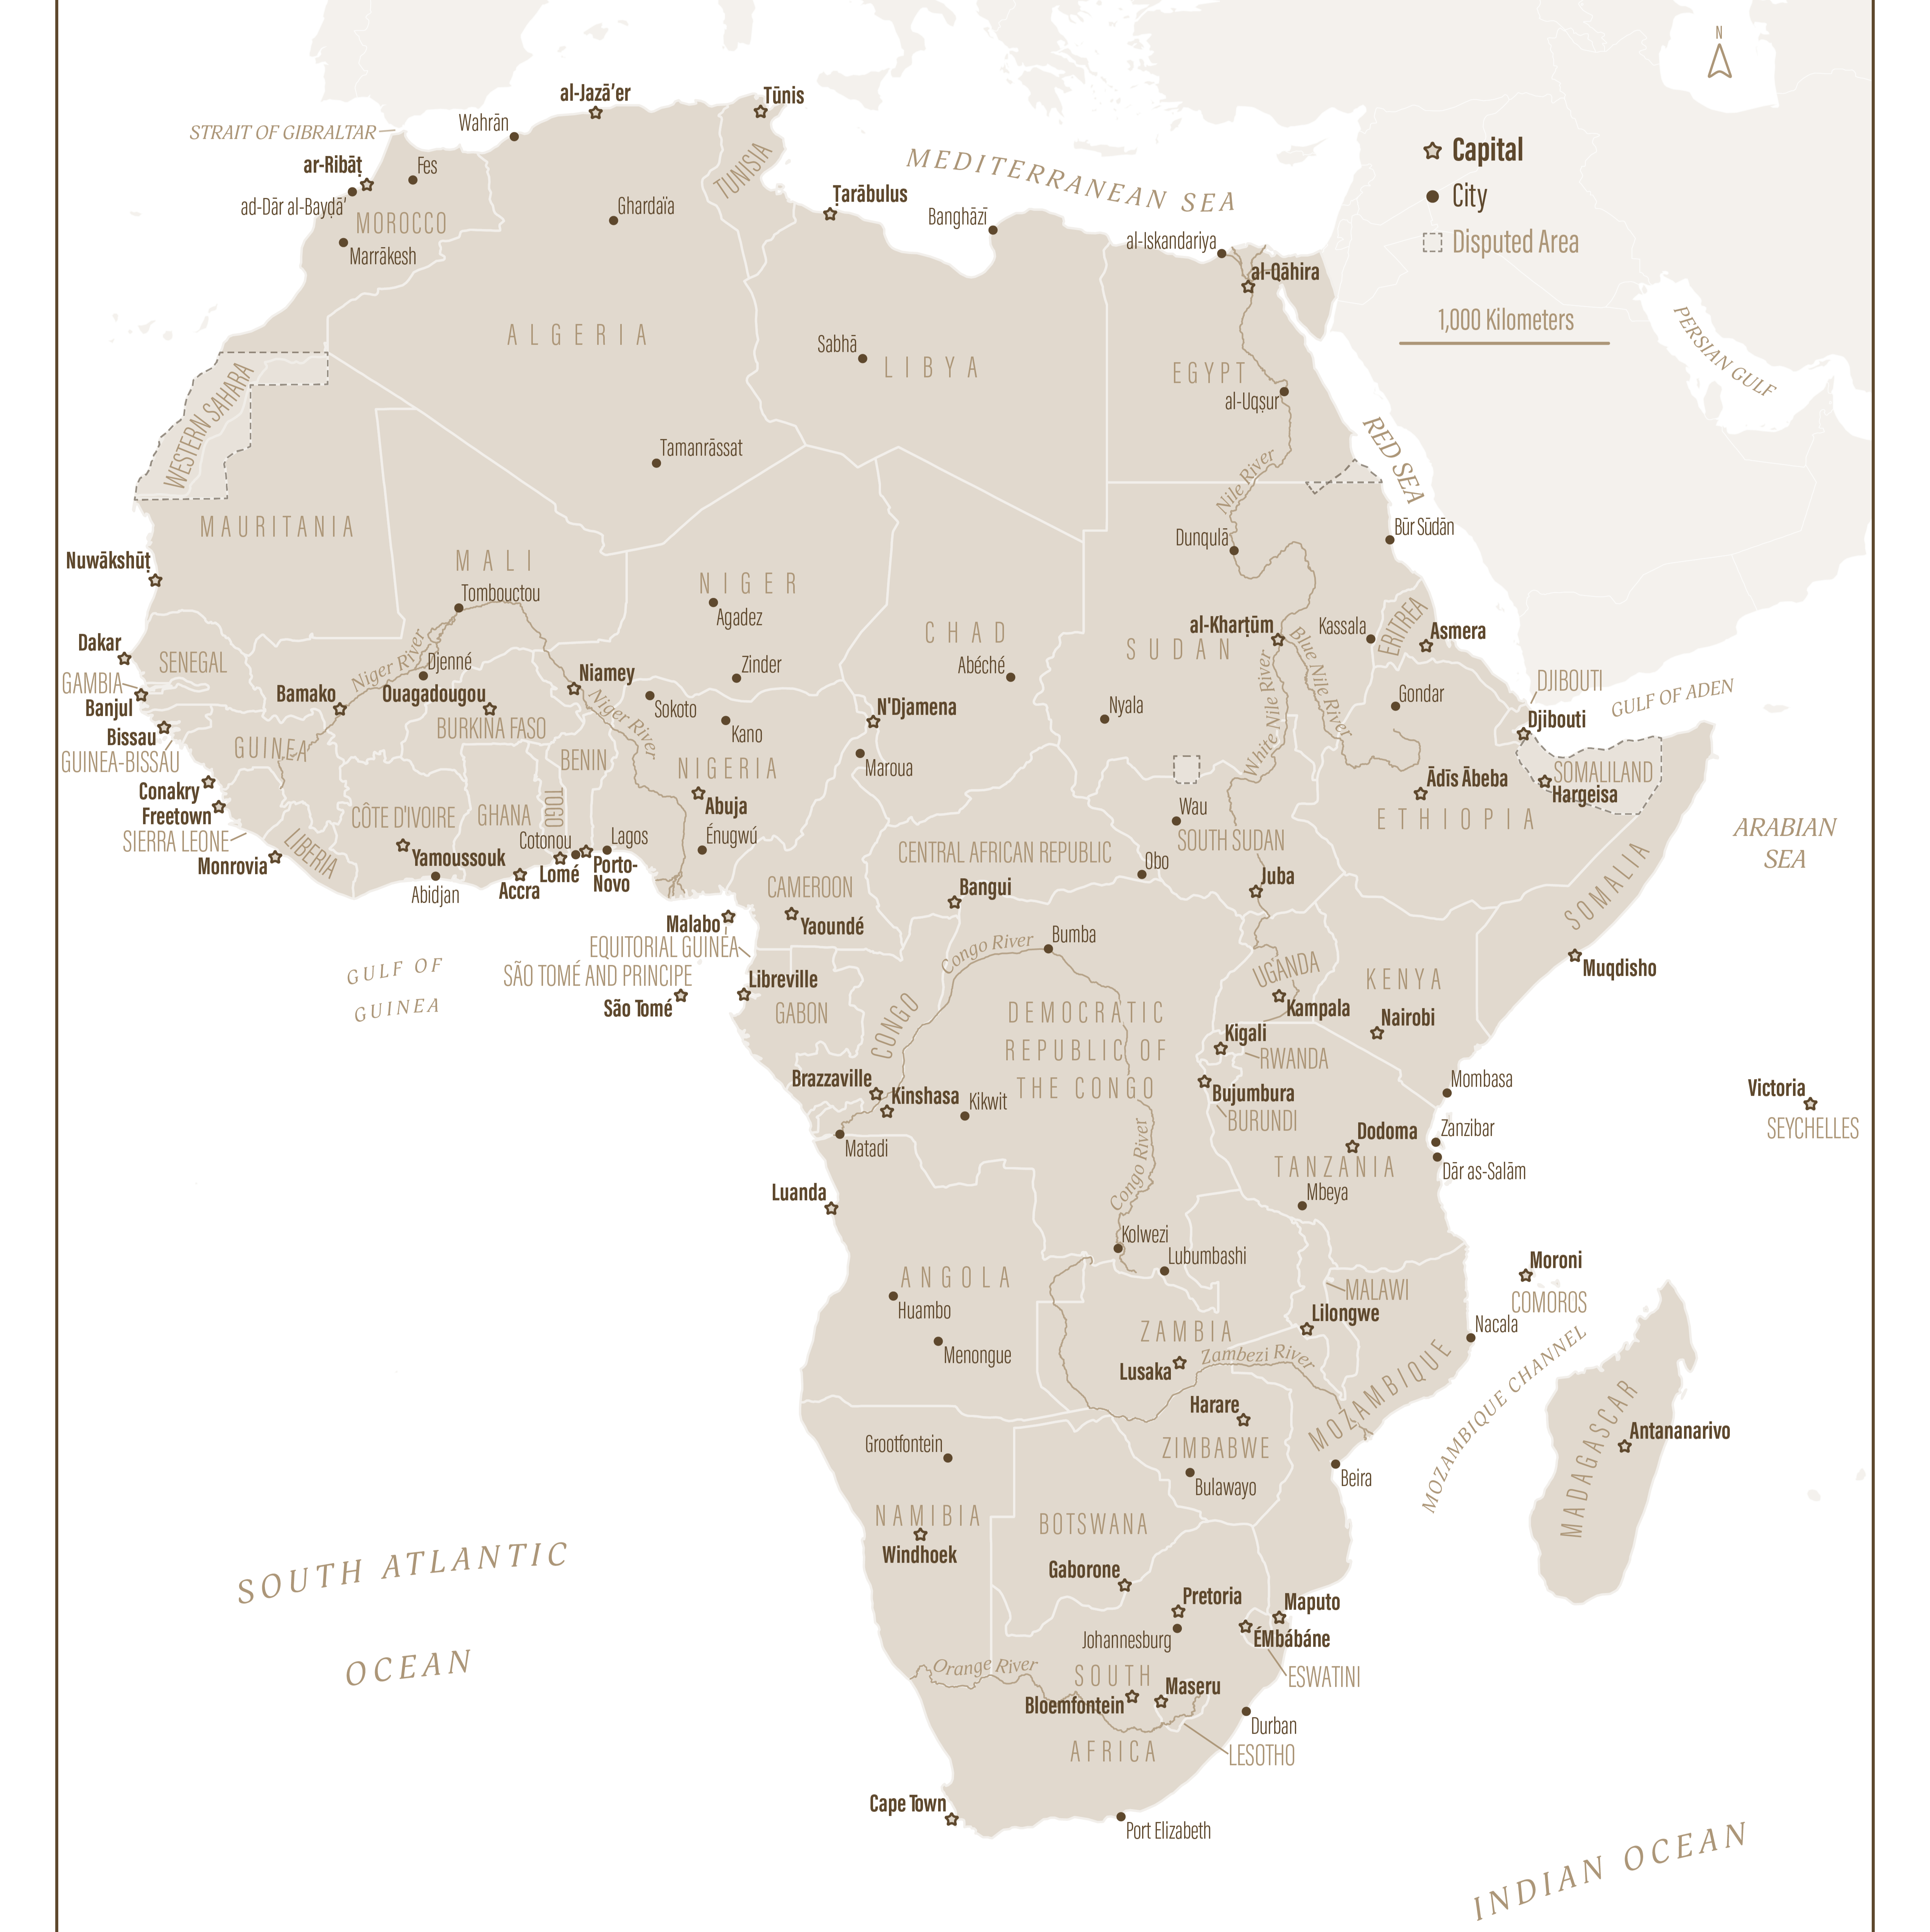 N
al-Jazā'er
Tūnis
Wahrān
STRAIT OF GIBRALTAR
ar-Ribāṭ
Fes
ad-Dār al-Bayḍā'
MOROCCO
Marrākesh
Ghardaïa
TUNISIA
MEDITERRANEAN SEA
Ṭarābulus
Banghāzī
al-Iskandariya
al-Qāhira
Capital
City
Disputed Area
1,000 Kilometers
PERSIAN GULF
ALGERIA
Sabhā
LIBYA
EGYPT
al-Uqṣur
RED SEA
WESTERN SAHARA
Tamanrāssat
Nile River
MAURITANIA
Būr Sūdān
Dunqulā
Nuwākshūṭ
MALI
Tombouctou
NIGER
Agadez
CHAD
Abéché
SUDAN
al-Kharṭūm
Kassala
ERITREA
Asmera
Dakar
SENEGAL
GAMBIA
Banjul
Niger River
Djenné
Bamako
Ouagadougou
Niamey
Zinder
Sokoto
Niger River
Kano
N'Djamena
Maroua
Nyala
White Nile River
Blue Nile River
Gondar
DJIBOUTI
Djibouti
GULF OF ADEN
Bissau
GUINEA-BISSAU
GUINEA
BURKINA FASO
BENIN
NIGERIA
Abuja
Conakry
Freetown
SIERRA LEONE
Monrovia
LIBERIA
CÔTE D'IVOIRE
Yamoussouk
Abidjan
GHANA
TOGO
Accra
Cotonou
Lomé
Porto-
Novo
Lagos
Énugwú
Wau
SOUTH SUDAN
Ādīs Ābeba
ETHIOPIA
SOMALILAND
Hargeisa
ARABIAN
SEA
SOMALIA
CENTRAL AFRICAN REPUBLIC
Obo
Bangui
Juba
CAMEROON
Yaoundé
Malabo
EQUITORIAL GUINEA
SÃO TOMÉ AND PRINCIPE
São Tomé
Libreville
GABON
GULF OF
GUINEA
Congo River
Bumba
CONGO
DEMOCRATIC
REPUBLIC OF
THE CONGO
UGANDA
Kampala
KENYA
Nairobi
Muqdisho
Kigali
RWANDA
Bujumbura
BURUNDI
Brazzaville
Kinshasa
Kikwit
Matadi
Mombasa
Victoria
SEYCHELLES
Zanzibar
Dodoma
Dār as-Salām
TANZANIA
Mbeya
Congo River
Luanda
Kolwezi
Lubumbashi
ANGOLA
Huambo
Menongue
MALAWI
Lilongwe
Moroni
COMOROS
Nacala
ZAMBIA
Zambezi River
Lusaka
Harare
MOZAMBIQUE
MOZAMBIQUE CHANNEL
MADAGASCAR
Antananarivo
Grootfontein
ZIMBABWE
Bulawayo
Beira
NAMIBIA
Windhoek
BOTSWANA
Gaborone
Pretoria
Johannesburg
Maputo
ÉMbábáne
ESWATINI
SOUTH ATLANTIC
OCEAN
Orange River
SOUTH
AFRICA
Bloemfontein
Maseru
Durban
LESOTHO
Cape Town
Port Elizabeth
INDIAN OCEAN